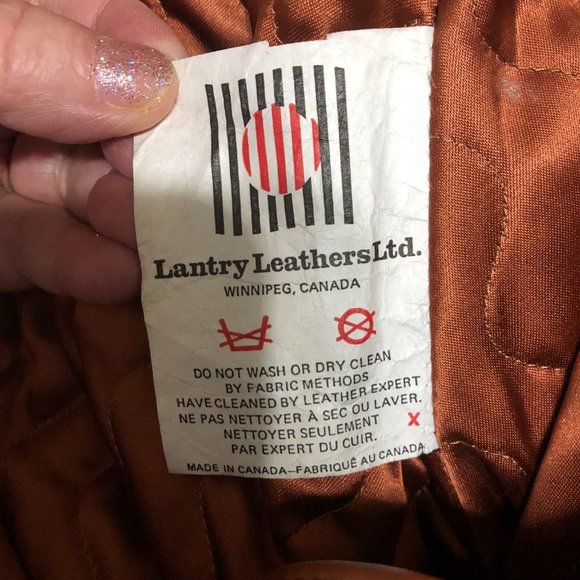 Lantry Leathers Ltd.
WINNIPEG, CANADA
DO NOT WASH OR DRY CLEAN
BY FABRIC METHODS
HAVE CLEANED BY LEATHER EXPERT
NE PAS NETTOYER À SEC OU LAVER.
NETTOYER SEULEMENT X
PAR EXPERT DU CUIR.
MADE IN CANADA–FABRIQUÉ AU CANADA